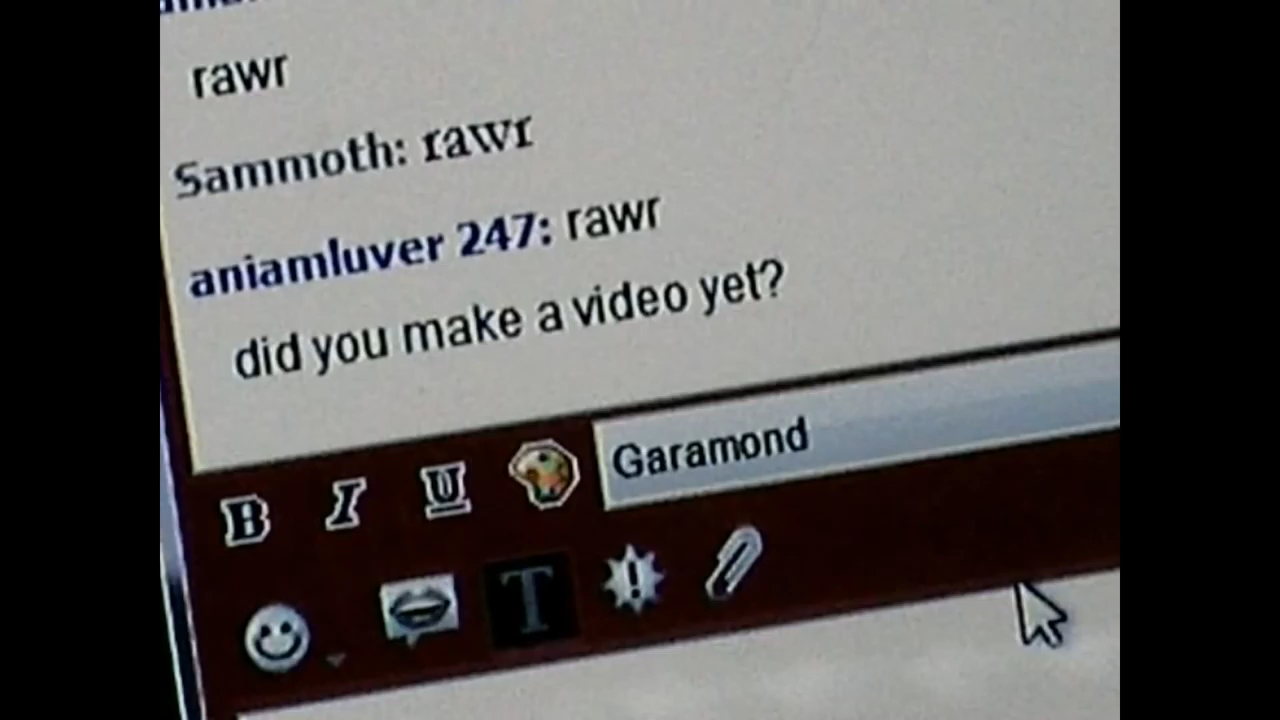 rawr
Sammoth: rawr
aniamluver 247: rawr
did you make a video yet?
Garamond
B I U
T